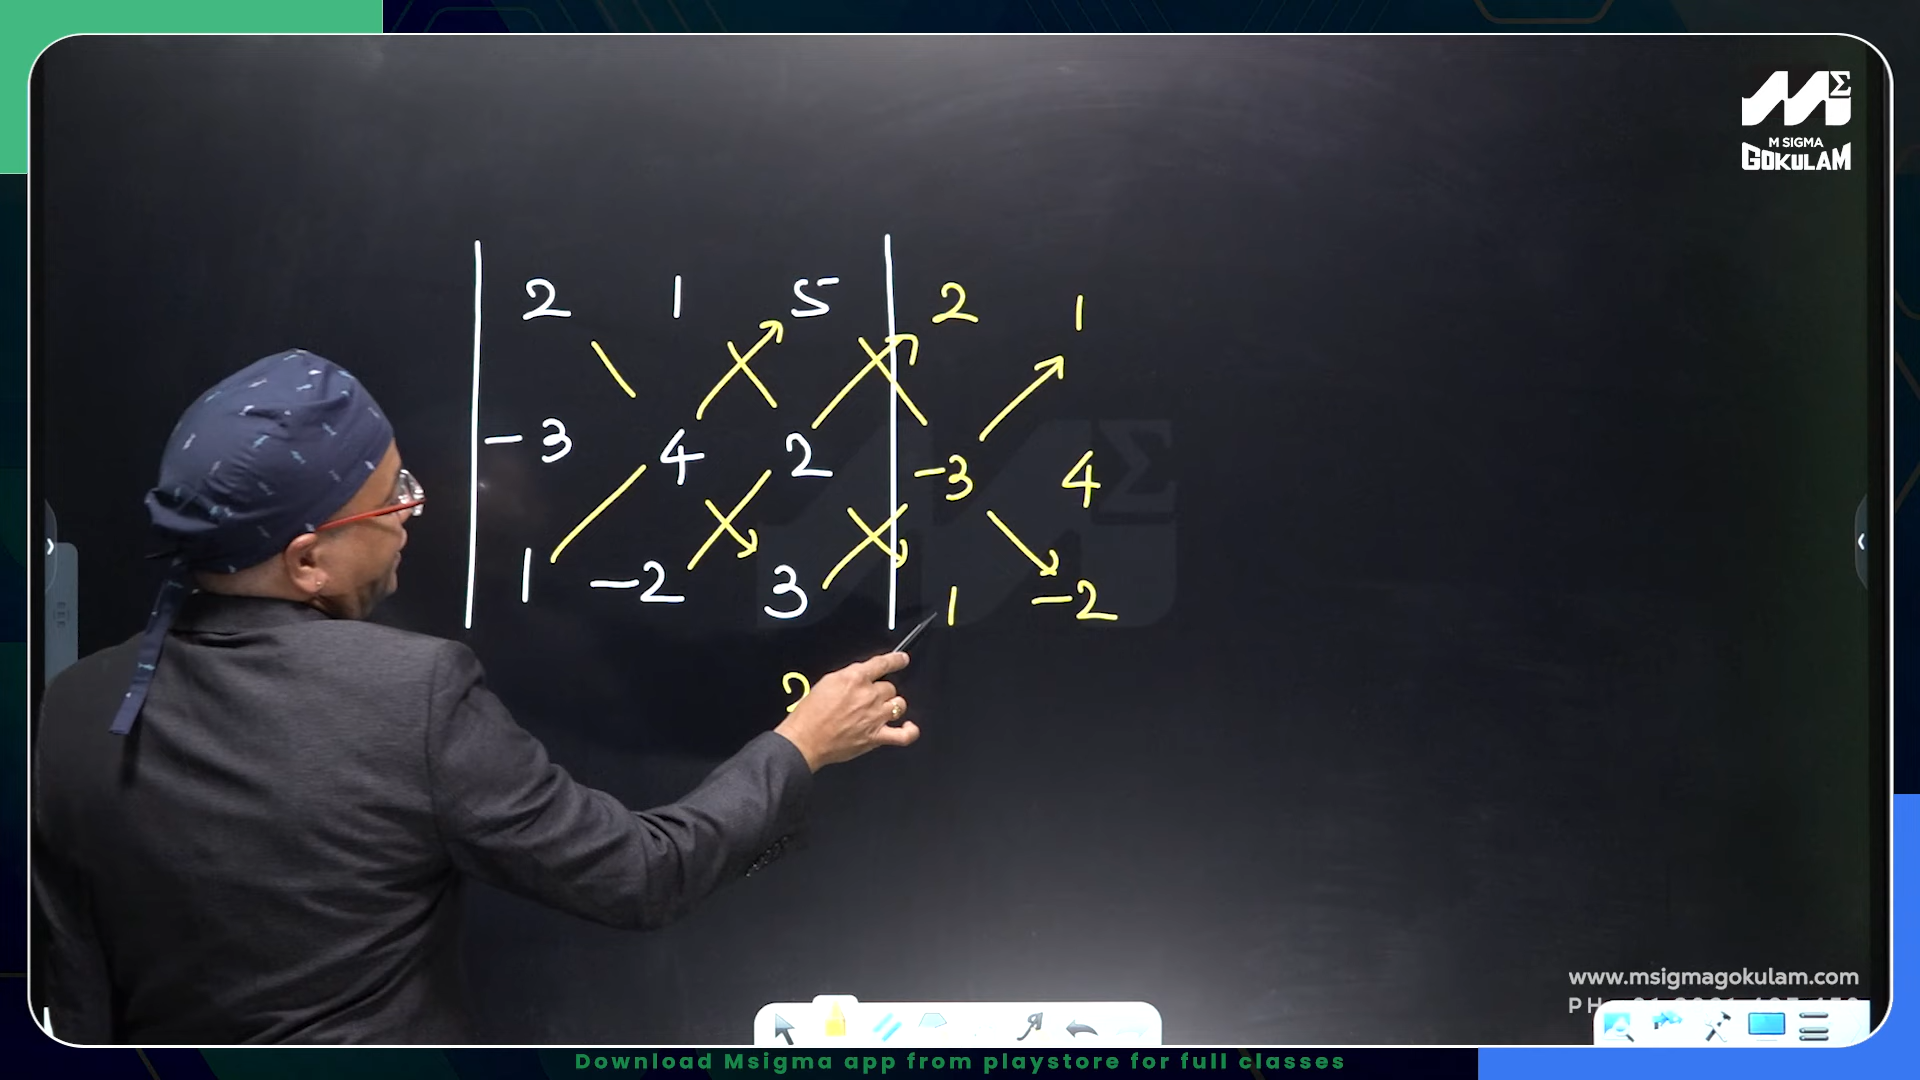 M Σ
M SIGMA
GOKULAM
2 1 5 2 1
-3 4 2 -3 4
1 -2 3 1 -2
2
www.msigmagokulam.com
Download Msigma app from playstore for full classes